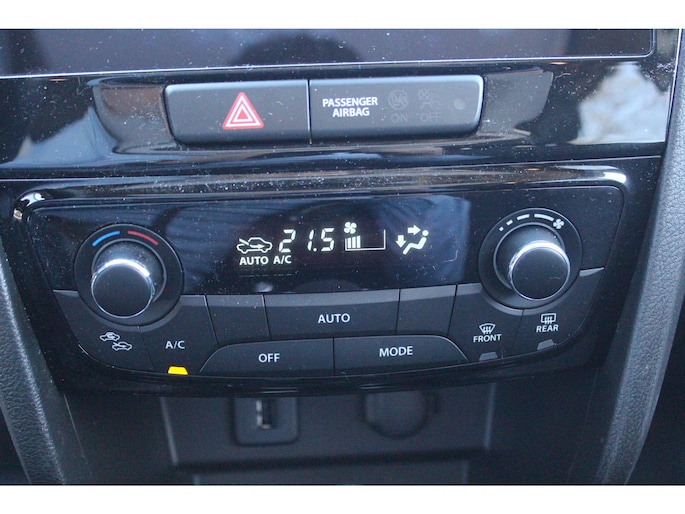 PASSENGER
AIRBAG
ON OFF
21.5
AUTO A/C
AUTO
A/C
OFF
MODE
FRONT
REAR